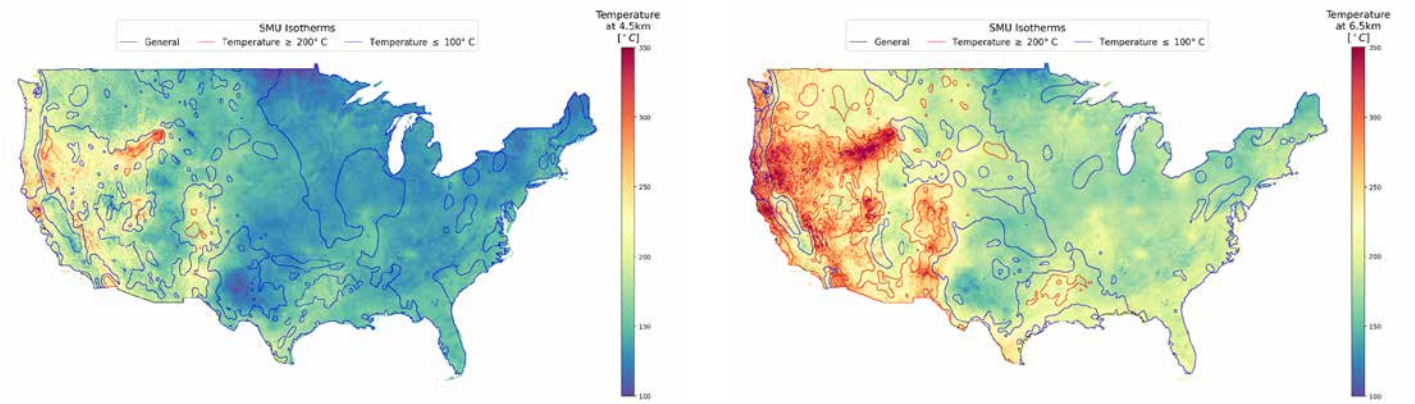 SMU Isotherms
General
Temperature ≥ 200° C
Temperature ≤ 100° C
Temperature
at 4.5km
[°C]
350
300
250
200
150
100
SMU Isotherms
General
Temperature ≥ 200° C
Temperature ≤ 100° C
Temperature
at 6.5km
[°C]
350
300
250
200
150
100